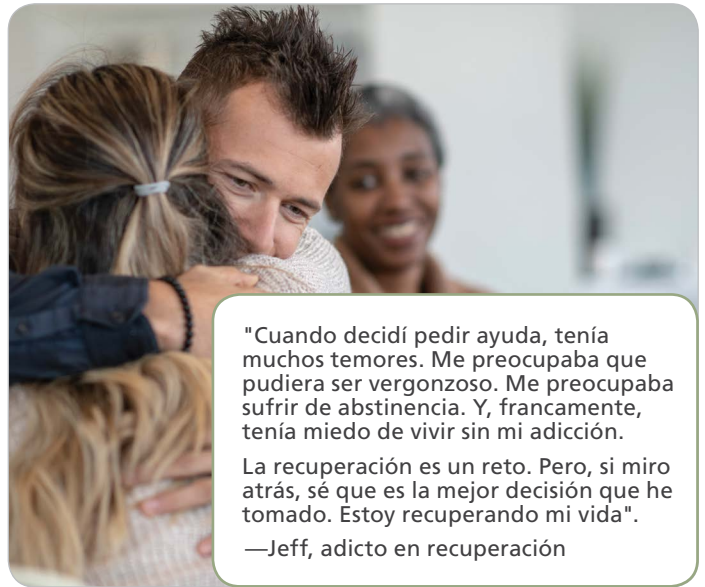 "Cuando decidí pedir ayuda, tenía
muchos temores. Me preocupaba que
pudiera ser vergonzoso. Me preocupaba
sufrir de abstinencia. Y, francamente,
tenía miedo de vivir sin mi adicción.
La recuperación es un reto. Pero, si miro
atrás, sé que es la mejor decisión que he
tomado. Estoy recuperando mi vida".
—Jeff, adicto en recuperación